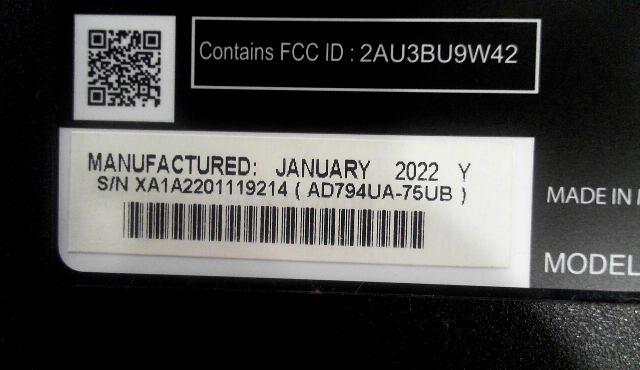 Contains FCC ID : 2AU3BU9W42
MANUFACTURED: JANUARY 2022 Y
S/N XA1A2201119214 ( AD794UA-75UB )
MADE IN
MODEL